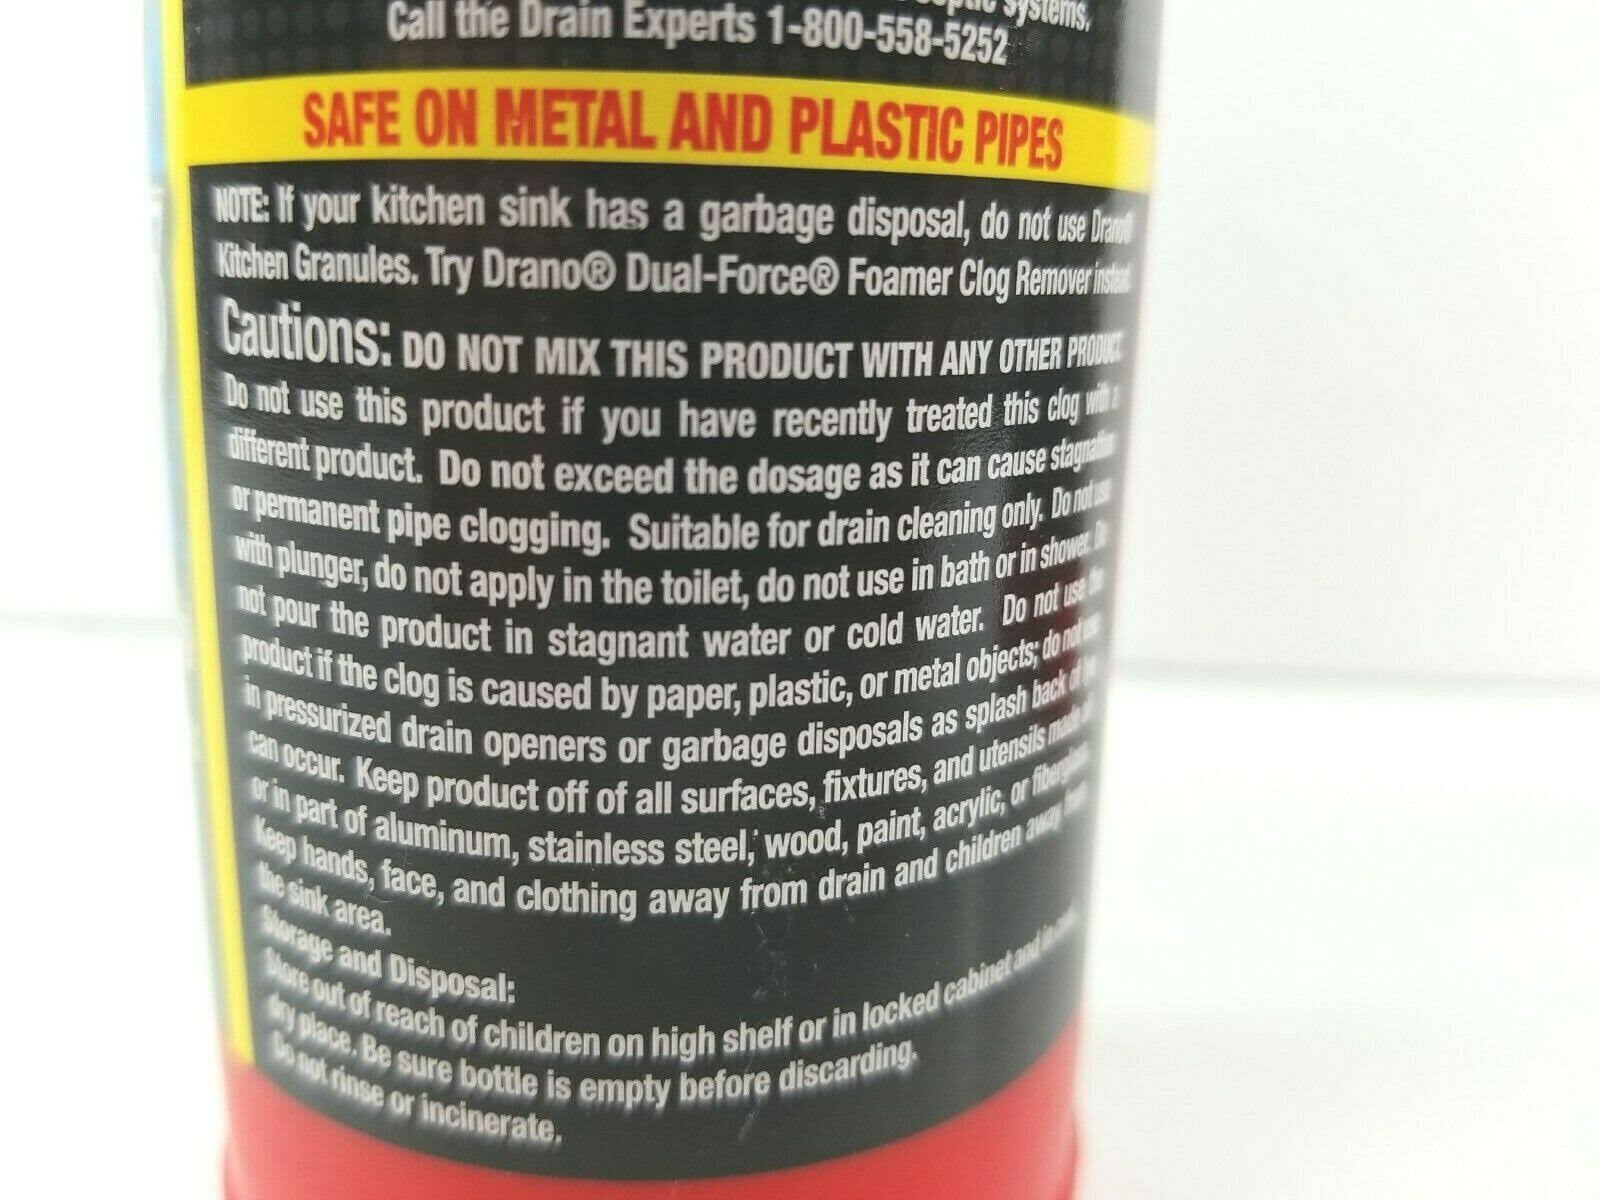 systems.
Call the Drain Experts 1-800-558-5252
SAFE ON METAL AND PLASTIC PIPES
NOTE: If your kitchen sink has a garbage disposal, do not use Drano®
Kitchen Granules. Try Drano® Dual-Force® Foamer Clog Remover instead.
Cautions: DO NOT MIX THIS PRODUCT WITH ANY OTHER PRODUCT.
Do not use this product if you have recently treated this clog with a
different product. Do not exceed the dosage as it can cause stagnation
or permanent pipe clogging. Suitable for drain cleaning only. Do not use
with plunger, do not apply in the toilet, do not use in bath or in shower. Do
not pour the product in stagnant water or cold water. Do not use the
product if the clog is caused by paper, plastic, or metal objects; do not use
in pressurized drain openers or garbage disposals as splash back of
can occur. Keep product off of all surfaces, fixtures, and utensils made all
or in part of aluminum, stainless steel, wood, paint, acrylic, or fiberglass.
Keep hands, face, and clothing away from drain and children away from
the sink area.
Storage and Disposal:
Store out of reach of children on high shelf or in locked cabinet and in cool,
dry place. Be sure bottle is empty before discarding.
Do not rinse or incinerate.